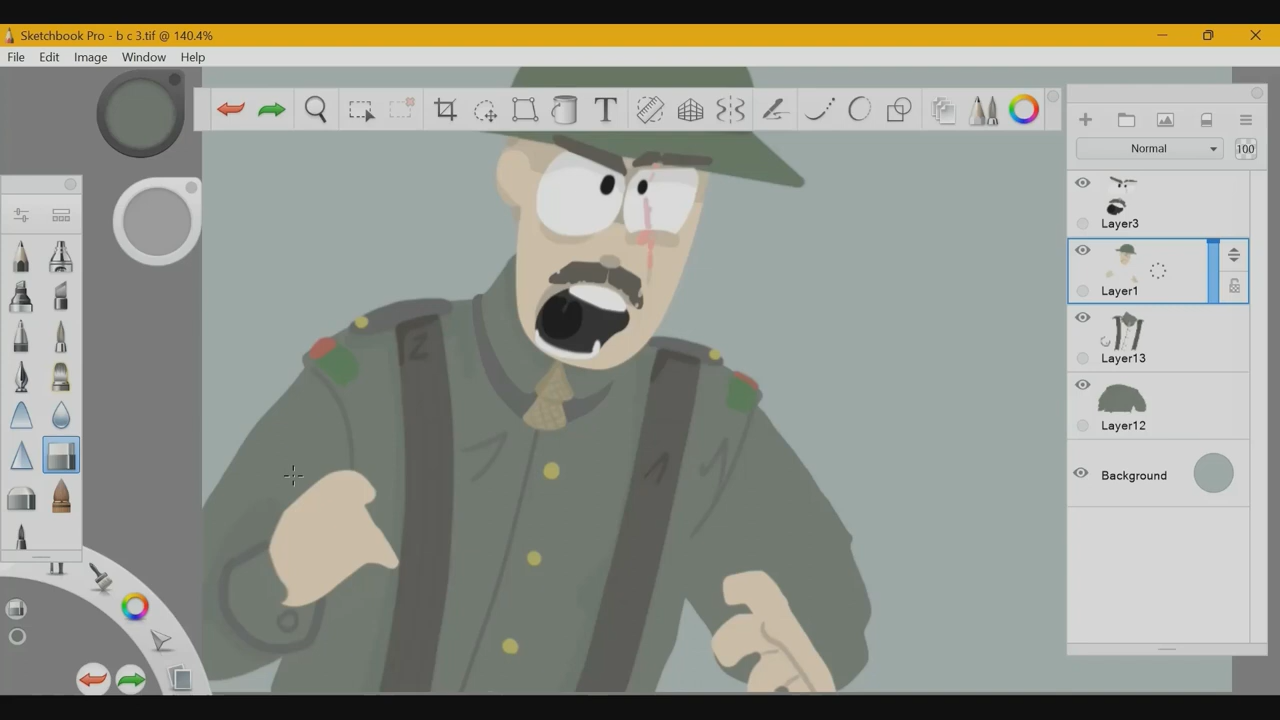 Sketchbook Pro - b c 3.tif @ 140.4%
File Edit Image Window Help
T
Normal 100
Layer3
Layer1
Layer13
Layer12
Background